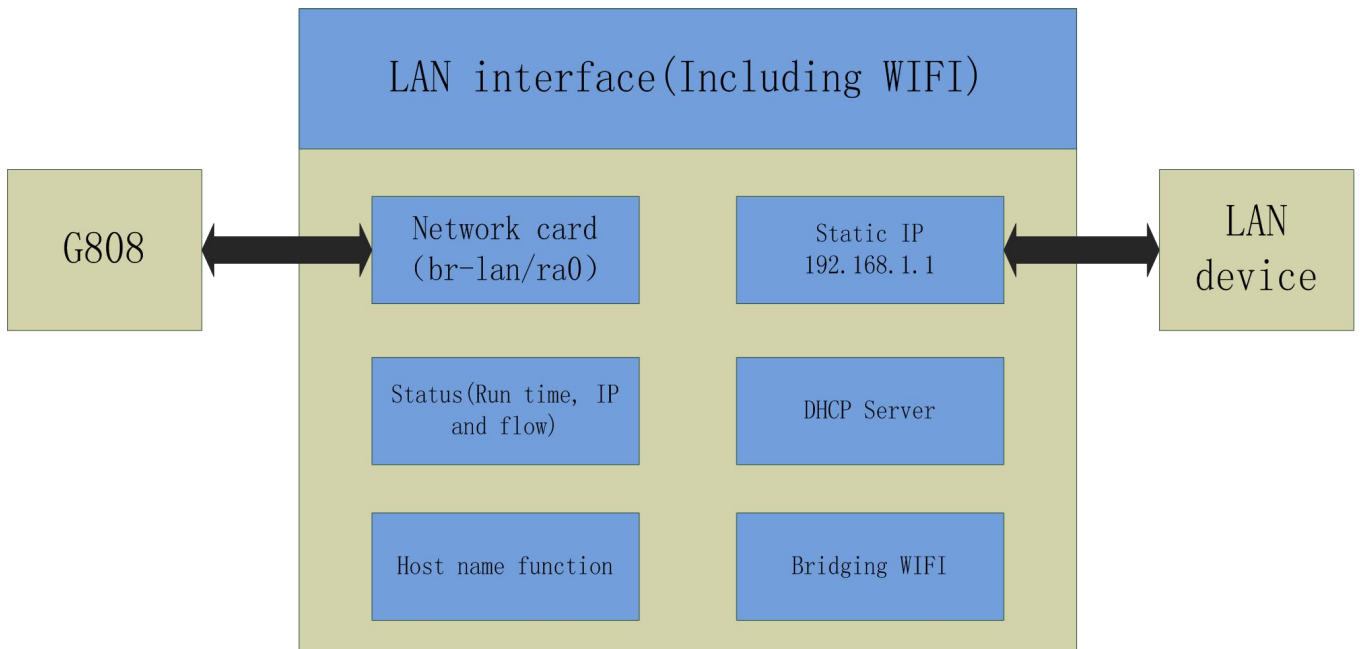 LAN interface(Including WIFI)
G808
Network card
(br-lan/ra0)
Static IP
192.168.1.1
LAN
device
Status(Run time, IP
and flow)
DHCP Server
Host name function
Bridging WIFI